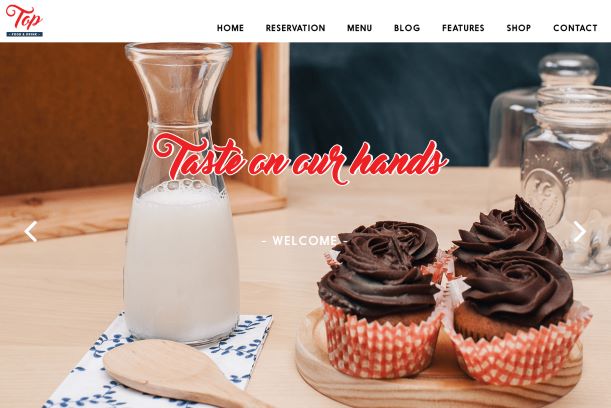 Top
FOOD & DRINK
HOME
RESERVATION
MENU
BLOG
FEATURES
SHOP
CONTACT
Taste on our hands
- WELCOME -